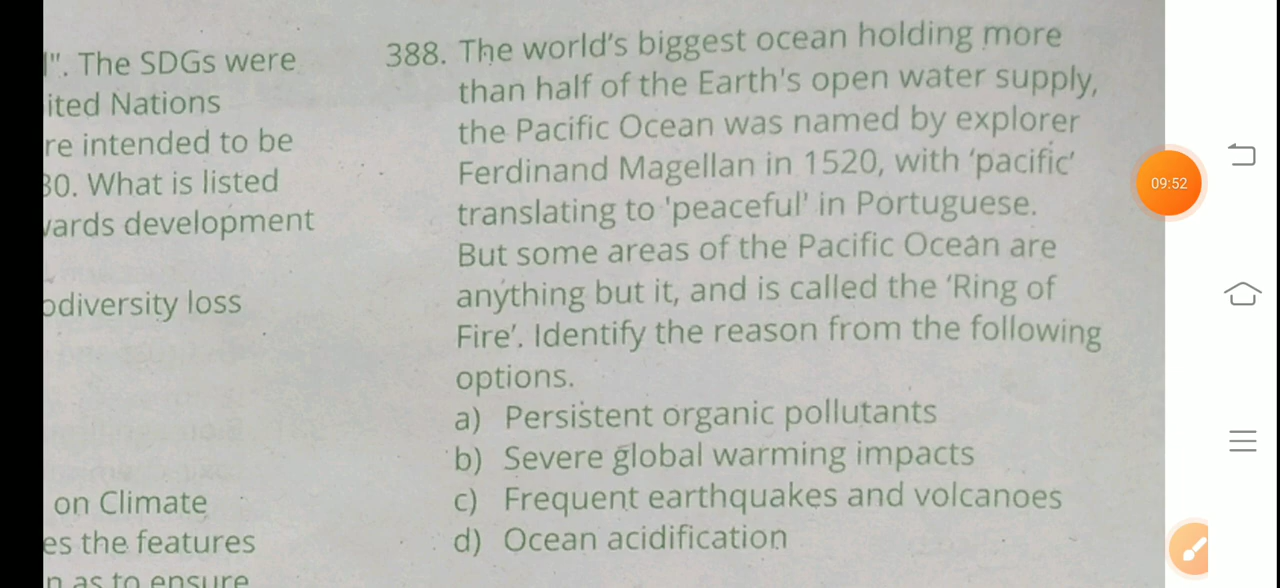 ". The SDGs were
ited Nations
re intended to be
30. What is listed
wards development
odiversity loss
on Climate
es the features
n as to ensure
388. The world's biggest ocean holding more
than half of the Earth's open water supply,
the Pacific Ocean was named by explorer
Ferdinand Magellan in 1520, with 'pacific'
translating to 'peaceful' in Portuguese.
But some areas of the Pacific Ocean are
anything but it, and is called the 'Ring of
Fire'. Identify the reason from the following
options.
a) Persistent organic pollutants
b) Severe global warming impacts
c) Frequent earthquakes and volcanoes
d) Ocean acidification
09:52